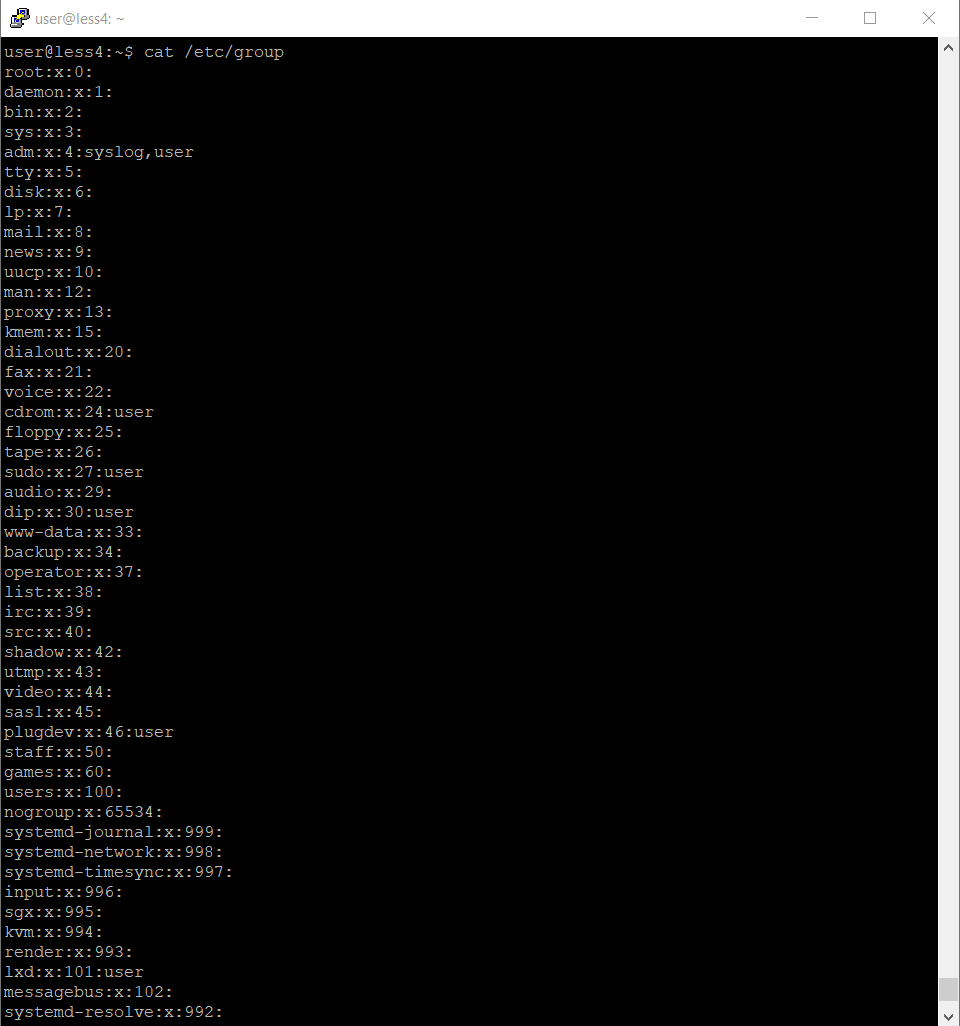 user@less4: ~
user@less4:~$ cat /etc/group
root:x:0:
daemon:x:1:
bin:x:2:
sys:x:3:
adm:x:4:syslog,user
tty:x:5:
disk:x:6:
lp:x:7:
mail:x:8:
news:x:9:
uucp:x:10:
man:x:12:
proxy:x:13:
kmem:x:15:
dialout:x:20:
fax:x:21:
voice:x:22:
cdrom:x:24:user
floppy:x:25:
tape:x:26:
sudo:x:27:user
audio:x:29:
dip:x:30:user
www-data:x:33:
backup:x:34:
operator:x:37:
list:x:38:
irc:x:39:
src:x:40:
shadow:x:42:
utmp:x:43:
video:x:44:
sasl:x:45:
plugdev:x:46:user
staff:x:50:
games:x:60:
users:x:100:
nogroup:x:65534:
systemd-journal:x:999:
systemd-network:x:998:
systemd-timesync:x:997:
input:x:996:
sgx:x:995:
kvm:x:994:
render:x:993:
lxd:x:101:user
messagebus:x:102:
systemd-resolve:x:992: